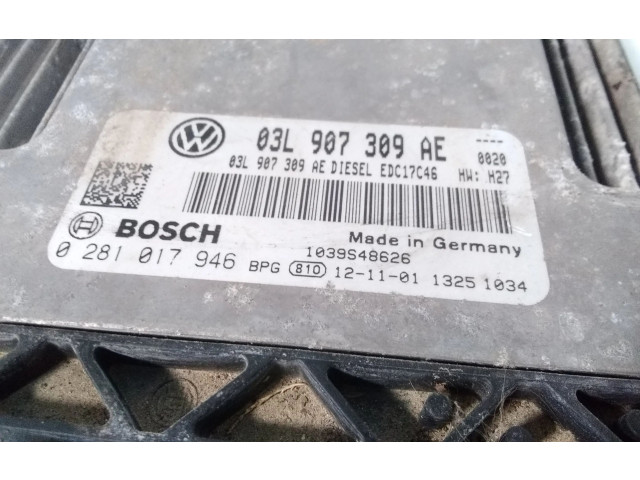 03L 907 309 AE ----
03L 907 309 AE DIESEL EDC17C46 0020
HW: H27
BOSCH Made in Germany
1039S48626
0 281 017 946 BPG 810 12-11-01 1325 1034